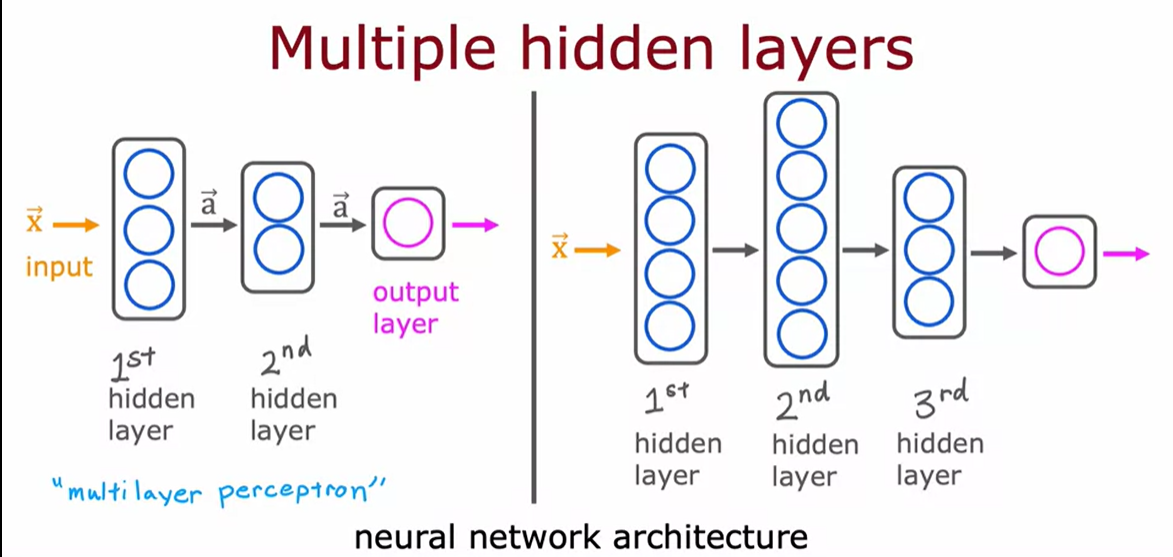 Multiple hidden layers
x⃗
input
a⃗
a⃗
output
layer
1st
hidden
layer
2nd
hidden
layer
"multilayer perceptron"
x⃗
1st
hidden
layer
2nd
hidden
layer
3rd
hidden
layer
neural network architecture